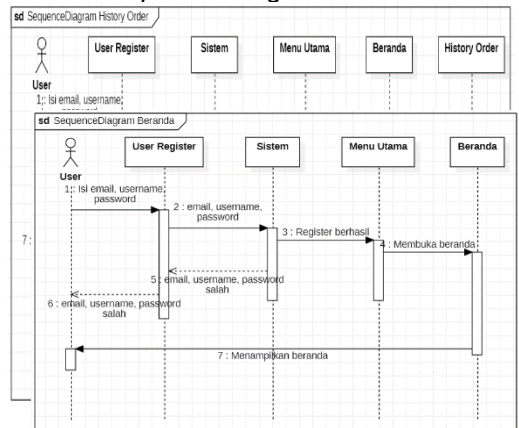 sd SequenceDiagram History Order
User Register
Sistem
Menu Utama
Beranda
History Order
User
1 : Isi email, username,
7 :
sd SequenceDiagram Beranda
User Register
Sistem
Menu Utama
Beranda
User
1 : Isi email, username,
password
2 : email, username,
password
3 : Register berhasil
4 : Membuka beranda
5 : email, username, password
salah
6 : email, username, password
salah
7 : Menampilkan beranda